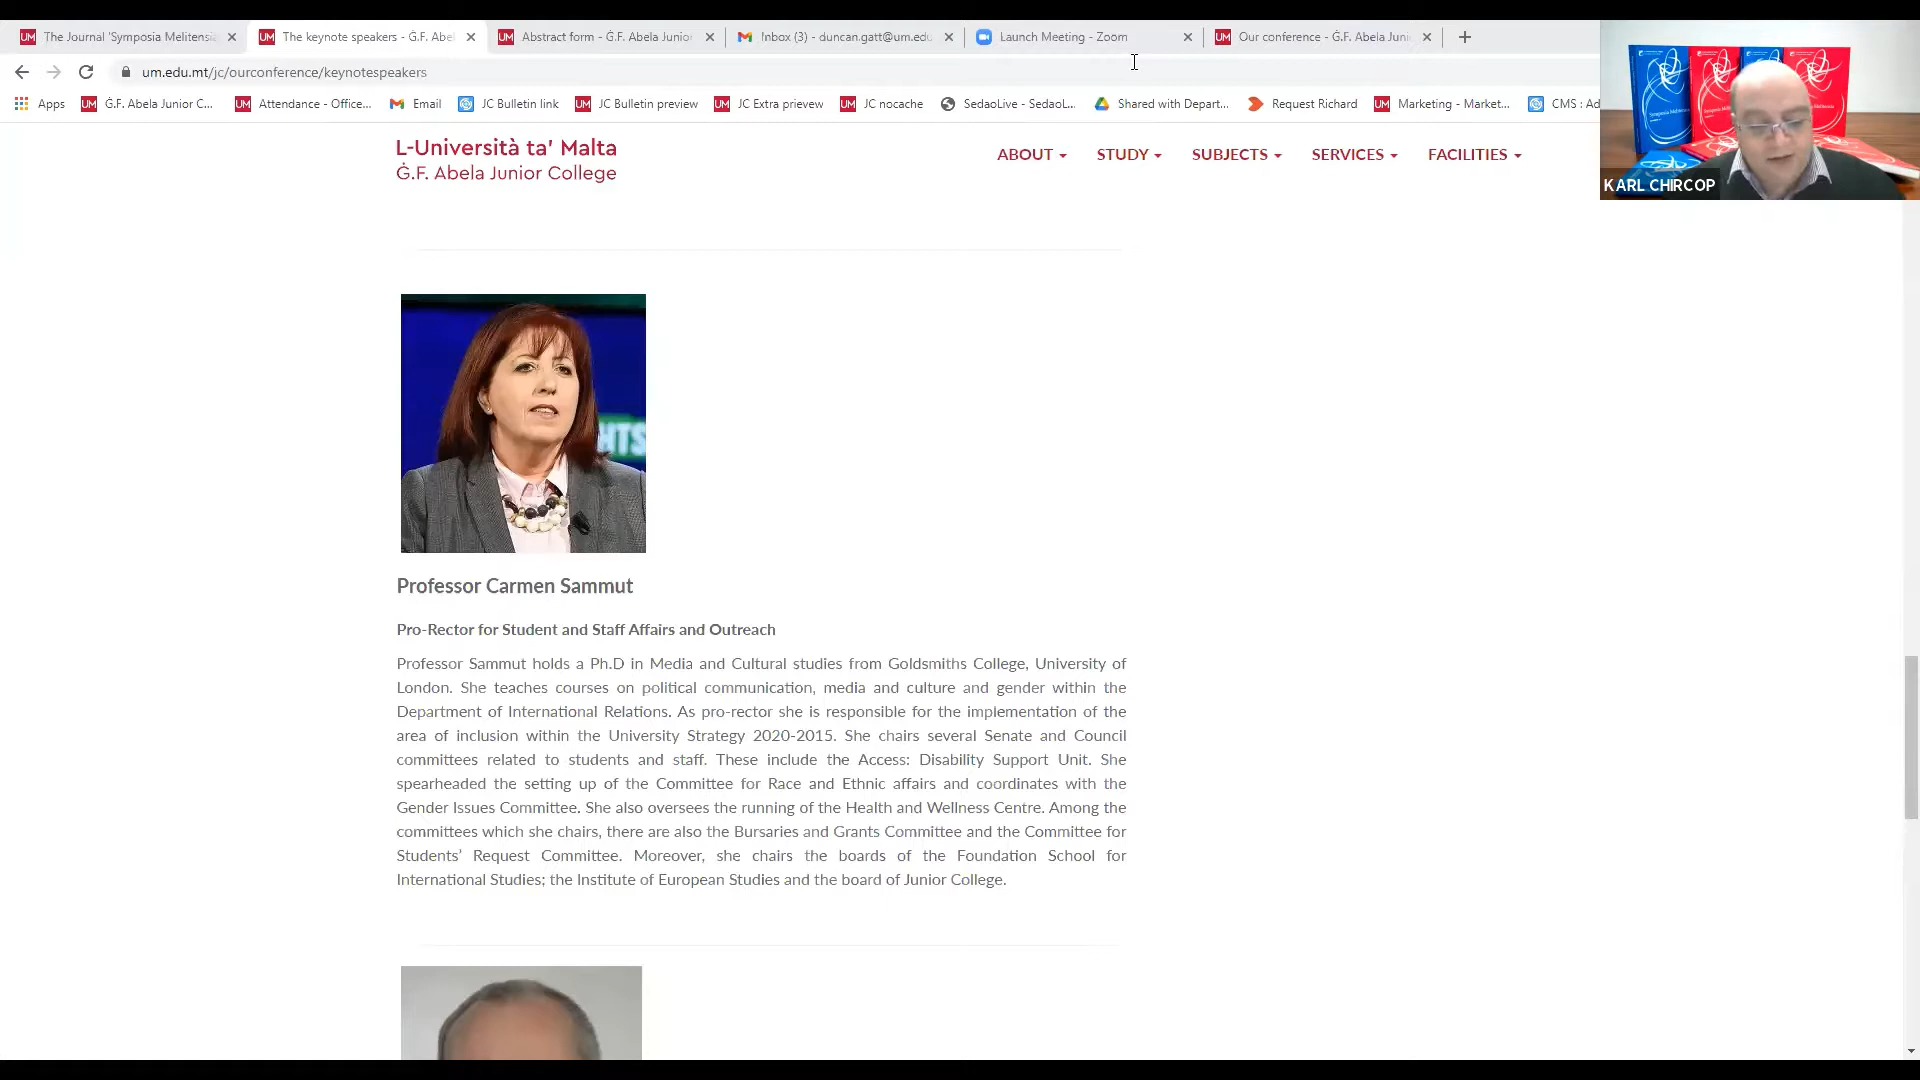 The Journal 'Symposia Melitensia
The keynote speakers - Ġ.F. Abel
Abstract form - Ġ.F. Abela Junior
Inbox (3) - duncan.gatt@um.edu
Launch Meeting - Zoom
Our conference - Ġ.F. Abela Juni
um.edu.mt/jc/ourconference/keynotespeakers
Apps
Ġ.F. Abela Junior C...
Attendance - Office...
Email
JC Bulletin link
JC Bulletin preview
JC Extra prievew
JC nocache
SedaoLive - SedaoL...
Shared with Depart...
Request Richard
Marketing - Market...
CMS : Ad
KARL CHIRCOP
L-Università ta' Malta
Ġ.F. Abela Junior College
ABOUT
STUDY
SUBJECTS
SERVICES
FACILITIES
HTS
Professor Carmen Sammut
Pro-Rector for Student and Staff Affairs and Outreach
Professor Sammut holds a Ph.D in Media and Cultural studies from Goldsmiths College, University of
London. She teaches courses on political communication, media and culture and gender within the
Department of International Relations. As pro-rector she is responsible for the implementation of the
area of inclusion within the University Strategy 2020-2015. She chairs several Senate and Council
committees related to students and staff. These include the Access: Disability Support Unit. She
spearheaded the setting up of the Committee for Race and Ethnic affairs and coordinates with the
Gender Issues Committee. She also oversees the running of the Health and Wellness Centre. Among the
committees which she chairs, there are also the Bursaries and Grants Committee and the Committee for
Students' Request Committee. Moreover, she chairs the boards of the Foundation School for
International Studies; the Institute of European Studies and the board of Junior College.